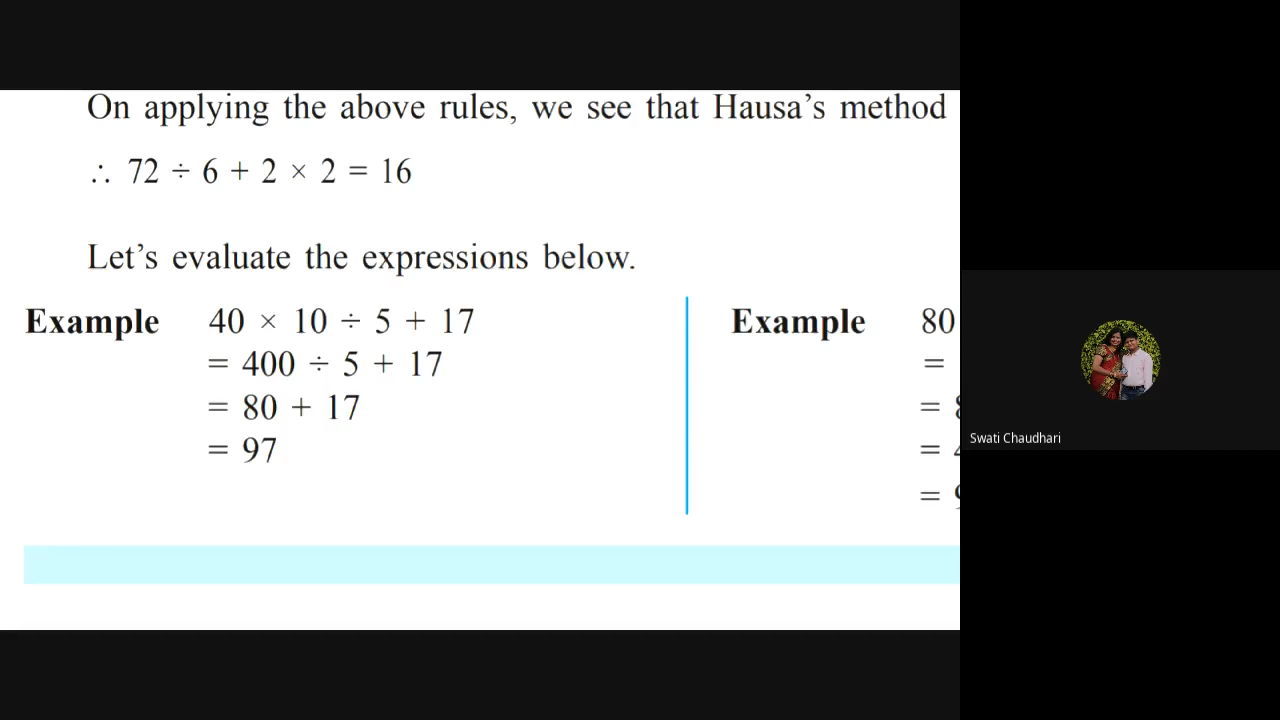 On applying the above rules, we see that Hausa’s method
∴ 72 ÷ 6 + 2 × 2 = 16
Let’s evaluate the expressions below.
Example 40 × 10 ÷ 5 + 17
= 400 ÷ 5 + 17
= 80 + 17
= 97
Example 80
=
=
=
=
Swati Chaudhari